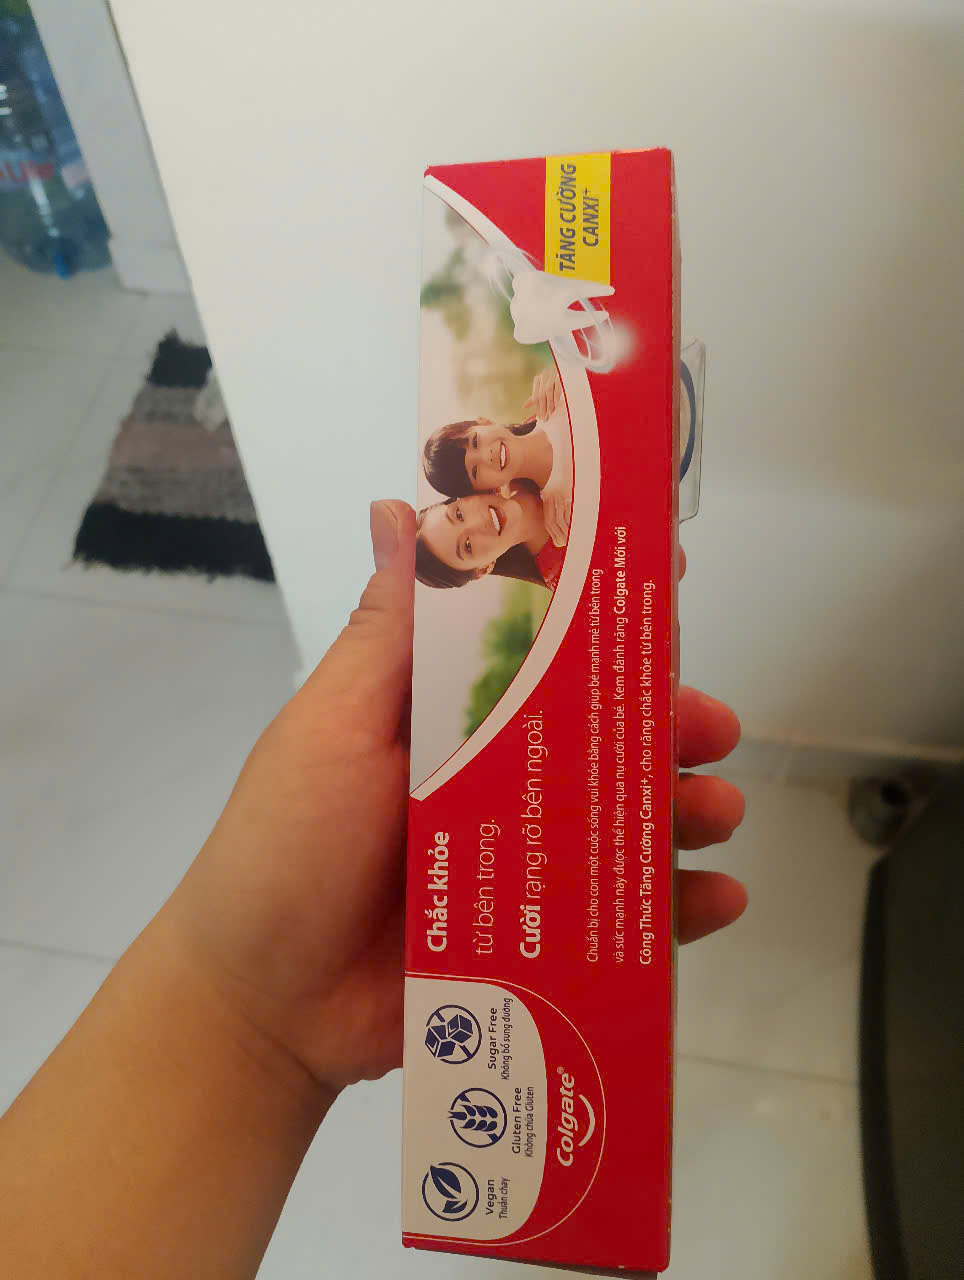 TĂNG CƯỜNG
CANXI+
Chắc khỏe
từ bên trong.
Cười rạng rỡ bên ngoài.
Chuẩn bị cho con một cuộc sống vui khỏe bằng cách giúp bé mạnh mẽ từ bên trong
và sức mạnh này được thể hiện qua nụ cười của bé. Kem đánh răng Colgate Mới với
Công Thức Tăng Cường Canxi+, cho răng chắc khỏe từ bên trong.
Vegan
Thuần chay
Gluten Free
Không chứa Gluten
Sugar Free
Không bổ sung đường
Colgate®